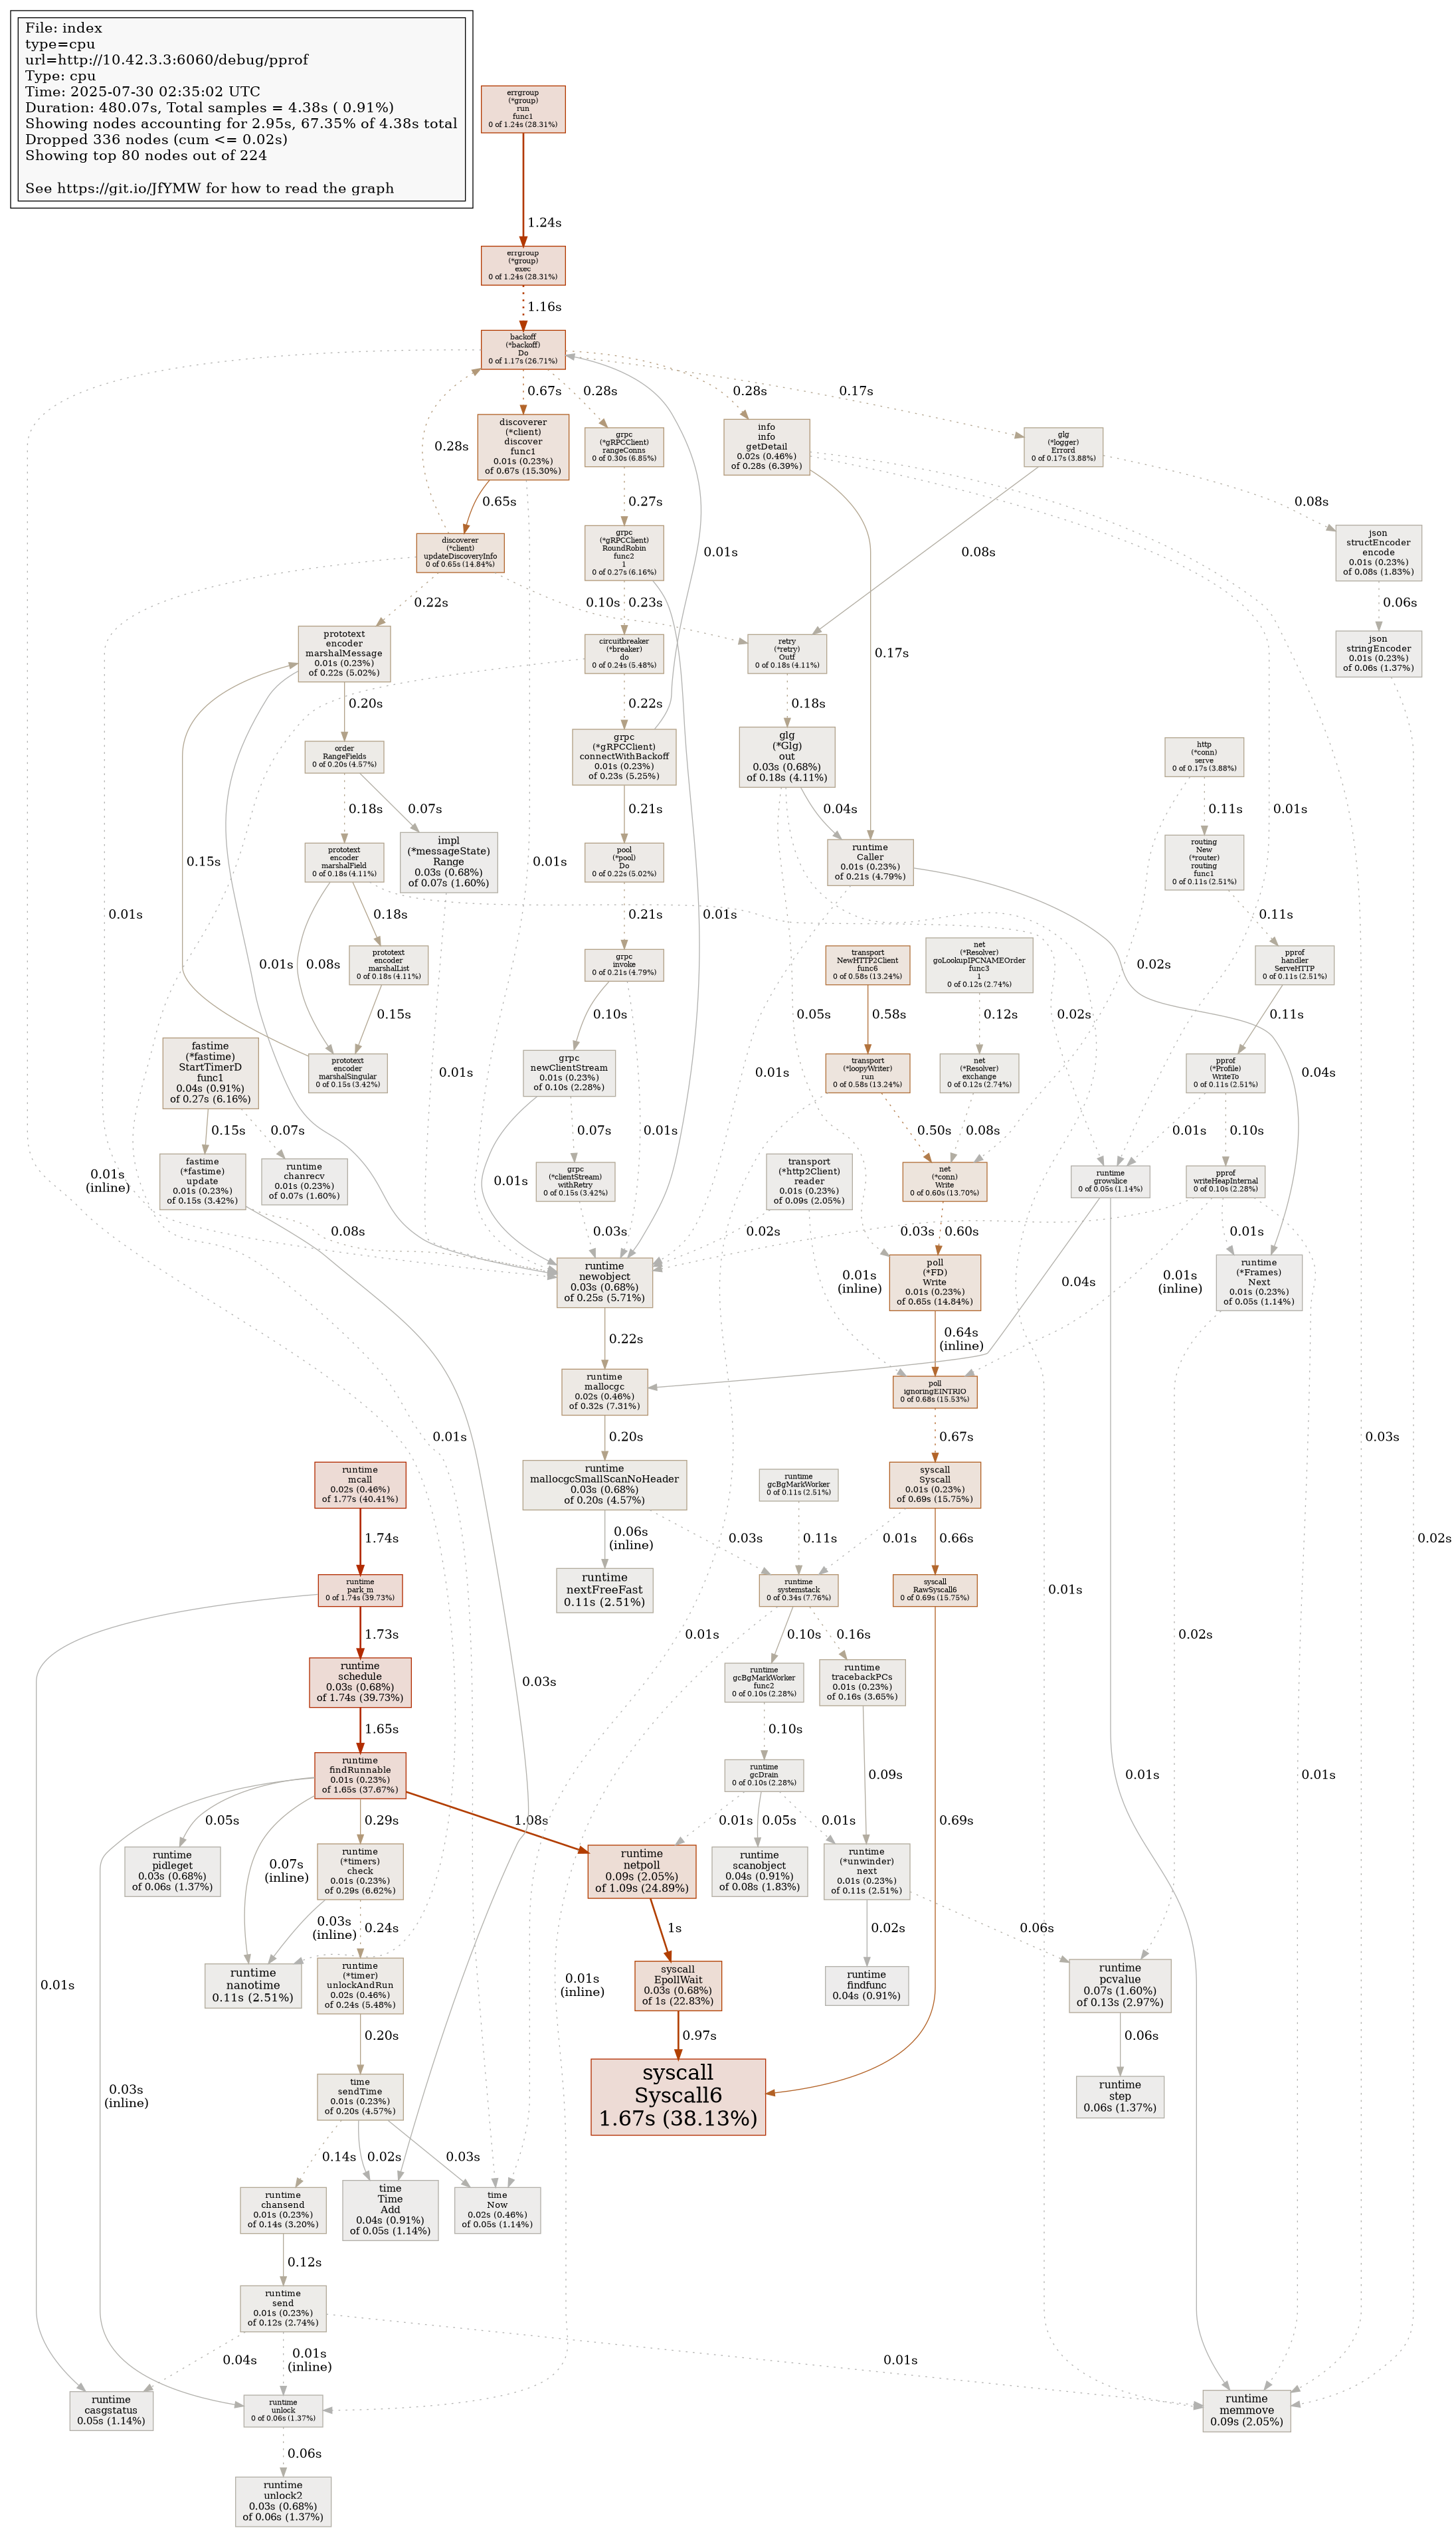 File: index
type=cpu
url=http://10.42.3.3:6060/debug/pprof
Type: cpu
Time: 2025-07-30 02:35:02 UTC
Duration: 480.07s, Total samples = 4.38s ( 0.91%)
Showing nodes accounting for 2.95s, 67.35% of 4.38s total
Dropped 336 nodes (cum <= 0.02s)
Showing top 80 nodes out of 224
See https://git.io/JfYMW for how to read the graph
errgroup
(*group)
run
func1
0 of 1.24s (28.31%)
1.24s
errgroup
(*group)
exec
0 of 1.24s (28.31%)
1.16s
backoff
(*backoff)
Do
0 of 1.17s (26.71%)
0.28s
0.67s
0.28s
0.28s
0.17s
discoverer
(*client)
discover
func1
0.01s (0.23%)
of 0.67s (15.30%)
grpc
(*gRPCClient)
rangeConns
0 of 0.30s (6.85%)
info
info
getDetail
0.02s (0.46%)
of 0.28s (6.39%)
glg
(*logger)
Errord
0 of 0.17s (3.88%)
0.65s
0.27s
0.01s
0.08s
0.08s
discoverer
(*client)
updateDiscoveryInfo
0 of 0.65s (14.84%)
grpc
(*gRPCClient)
RoundRobin
func2
1
0 of 0.27s (6.16%)
json
structEncoder
encode
0.01s (0.23%)
of 0.08s (1.83%)
0.22s
0.10s
0.23s
0.17s
0.06s
prototext
encoder
marshalMessage
0.01s (0.23%)
of 0.22s (5.02%)
circuitbreaker
(*breaker)
do
0 of 0.24s (5.48%)
retry
(*retry)
Outf
0 of 0.18s (4.11%)
json
stringEncoder
0.01s (0.23%)
of 0.06s (1.37%)
0.20s
0.22s
0.18s
order
RangeFields
0 of 0.20s (4.57%)
grpc
(*gRPCClient)
connectWithBackoff
0.01s (0.23%)
of 0.23s (5.25%)
glg
(*Glg)
out
0.03s (0.68%)
of 0.18s (4.11%)
http
(*conn)
serve
0 of 0.17s (3.88%)
0.18s
0.07s
0.21s
0.04s
0.01s
0.11s
prototext
encoder
marshalField
0 of 0.18s (4.11%)
impl
(*messageState)
Range
0.03s (0.68%)
of 0.07s (1.60%)
pool
(*pool)
Do
0 of 0.22s (5.02%)
runtime
Caller
0.01s (0.23%)
of 0.21s (4.79%)
routing
New
(*router)
routing
func1
0 of 0.11s (2.51%)
0.15s
0.01s
0.01s
0.18s
0.21s
0.01s
0.11s
0.01s
0.08s
prototext
encoder
marshalList
0 of 0.18s (4.11%)
grpc
invoke
0 of 0.21s (4.79%)
transport
NewHTTP2Client
func6
0 of 0.58s (13.24%)
net
(*Resolver)
goLookupIPCNAMEOrder
func3
1
0 of 0.12s (2.74%)
0.02s
0.02s
pprof
handler
ServeHTTP
0 of 0.11s (2.51%)
0.15s
0.10s
0.05s
0.58s
0.12s
0.02s
0.11s
fastime
(*fastime)
StartTimerD
func1
0.04s (0.91%)
of 0.27s (6.16%)
prototext
encoder
marshalSingular
0 of 0.15s (3.42%)
grpc
newClientStream
0.01s (0.23%)
of 0.10s (2.28%)
0.01s
0.01s
transport
(*loopyWriter)
run
0 of 0.58s (13.24%)
net
(*Resolver)
exchange
0 of 0.12s (2.74%)
0.04s
pprof
(*Profile)
WriteTo
0 of 0.11s (2.51%)
0.15s
0.07s
0.07s
0.01s
0.50s
0.08s
0.01s
0.10s
0.01s
(inline)
fastime
(*fastime)
update
0.01s (0.23%)
of 0.15s (3.42%)
runtime
chanrecv
0.01s (0.23%)
of 0.07s (1.60%)
0.01s
grpc
(*clientStream)
withRetry
0 of 0.15s (3.42%)
transport
(*http2Client)
reader
0.01s (0.23%)
of 0.09s (2.05%)
net
(*conn)
Write
0 of 0.60s (13.70%)
runtime
growslice
0 of 0.05s (1.14%)
pprof
writeHeapInternal
0 of 0.10s (2.28%)
0.08s
0.03s
0.02s
0.03s
0.60s
0.01s
runtime
newobject
0.03s (0.68%)
of 0.25s (5.71%)
0.01s
(inline)
poll
(*FD)
Write
0.01s (0.23%)
of 0.65s (14.84%)
0.04s
0.01s
(inline)
runtime
(*Frames)
Next
0.01s (0.23%)
of 0.05s (1.14%)
0.22s
0.64s
(inline)
runtime
mallocgc
0.02s (0.46%)
of 0.32s (7.31%)
poll
ignoringEINTRIO
0 of 0.68s (15.53%)
0.01s
0.20s
0.67s
0.03s
runtime
mcall
0.02s (0.46%)
of 1.77s (40.41%)
runtime
mallocgcSmallScanNoHeader
0.03s (0.68%)
of 0.20s (4.57%)
runtime
gcBgMarkWorker
0 of 0.11s (2.51%)
syscall
Syscall
0.01s (0.23%)
of 0.69s (15.75%)
1.74s
0.06s
(inline)
0.03s
0.11s
0.01s
0.66s
0.02s
runtime
park_m
0 of 1.74s (39.73%)
runtime
nextFreeFast
0.11s (2.51%)
runtime
systemstack
0 of 0.34s (7.76%)
syscall
RawSyscall6
0 of 0.69s (15.75%)
0.01s
1.73s
0.01s
0.10s
0.16s
0.02s
runtime
schedule
0.03s (0.68%)
of 1.74s (39.73%)
0.03s
runtime
gcBgMarkWorker
func2
0 of 0.10s (2.28%)
runtime
tracebackPCs
0.01s (0.23%)
of 0.16s (3.65%)
1.65s
0.10s
runtime
findRunnable
0.01s (0.23%)
of 1.65s (37.67%)
runtime
gcDrain
0 of 0.10s (2.28%)
0.09s
0.01s
0.01s
0.05s
0.29s
1.08s
0.01s
0.05s
0.01s
0.69s
runtime
pidleget
0.03s (0.68%)
of 0.06s (1.37%)
0.07s
(inline)
runtime
(*timers)
check
0.01s (0.23%)
of 0.29s (6.62%)
runtime
netpoll
0.09s (2.05%)
of 1.09s (24.89%)
runtime
scanobject
0.04s (0.91%)
of 0.08s (1.83%)
runtime
(*unwinder)
next
0.01s (0.23%)
of 0.11s (2.51%)
0.03s
(inline)
0.24s
1s
0.02s
0.06s
0.01s
runtime
nanotime
0.11s (2.51%)
runtime
(*timer)
unlockAndRun
0.02s (0.46%)
of 0.24s (5.48%)
0.01s
(inline)
syscall
EpollWait
0.03s (0.68%)
of 1s (22.83%)
runtime
findfunc
0.04s (0.91%)
runtime
pcvalue
0.07s (1.60%)
of 0.13s (2.97%)
0.20s
0.97s
0.06s
0.03s
(inline)
time
sendTime
0.01s (0.23%)
of 0.20s (4.57%)
syscall
Syscall6
1.67s (38.13%)
runtime
step
0.06s (1.37%)
0.14s
0.02s
0.03s
runtime
chansend
0.01s (0.23%)
of 0.14s (3.20%)
time
Time
Add
0.04s (0.91%)
of 0.05s (1.14%)
time
Now
0.02s (0.46%)
of 0.05s (1.14%)
0.12s
runtime
send
0.01s (0.23%)
of 0.12s (2.74%)
0.04s
0.01s
(inline)
0.01s
runtime
casgstatus
0.05s (1.14%)
runtime
unlock
0 of 0.06s (1.37%)
runtime
memmove
0.09s (2.05%)
0.06s
runtime
unlock2
0.03s (0.68%)
of 0.06s (1.37%)